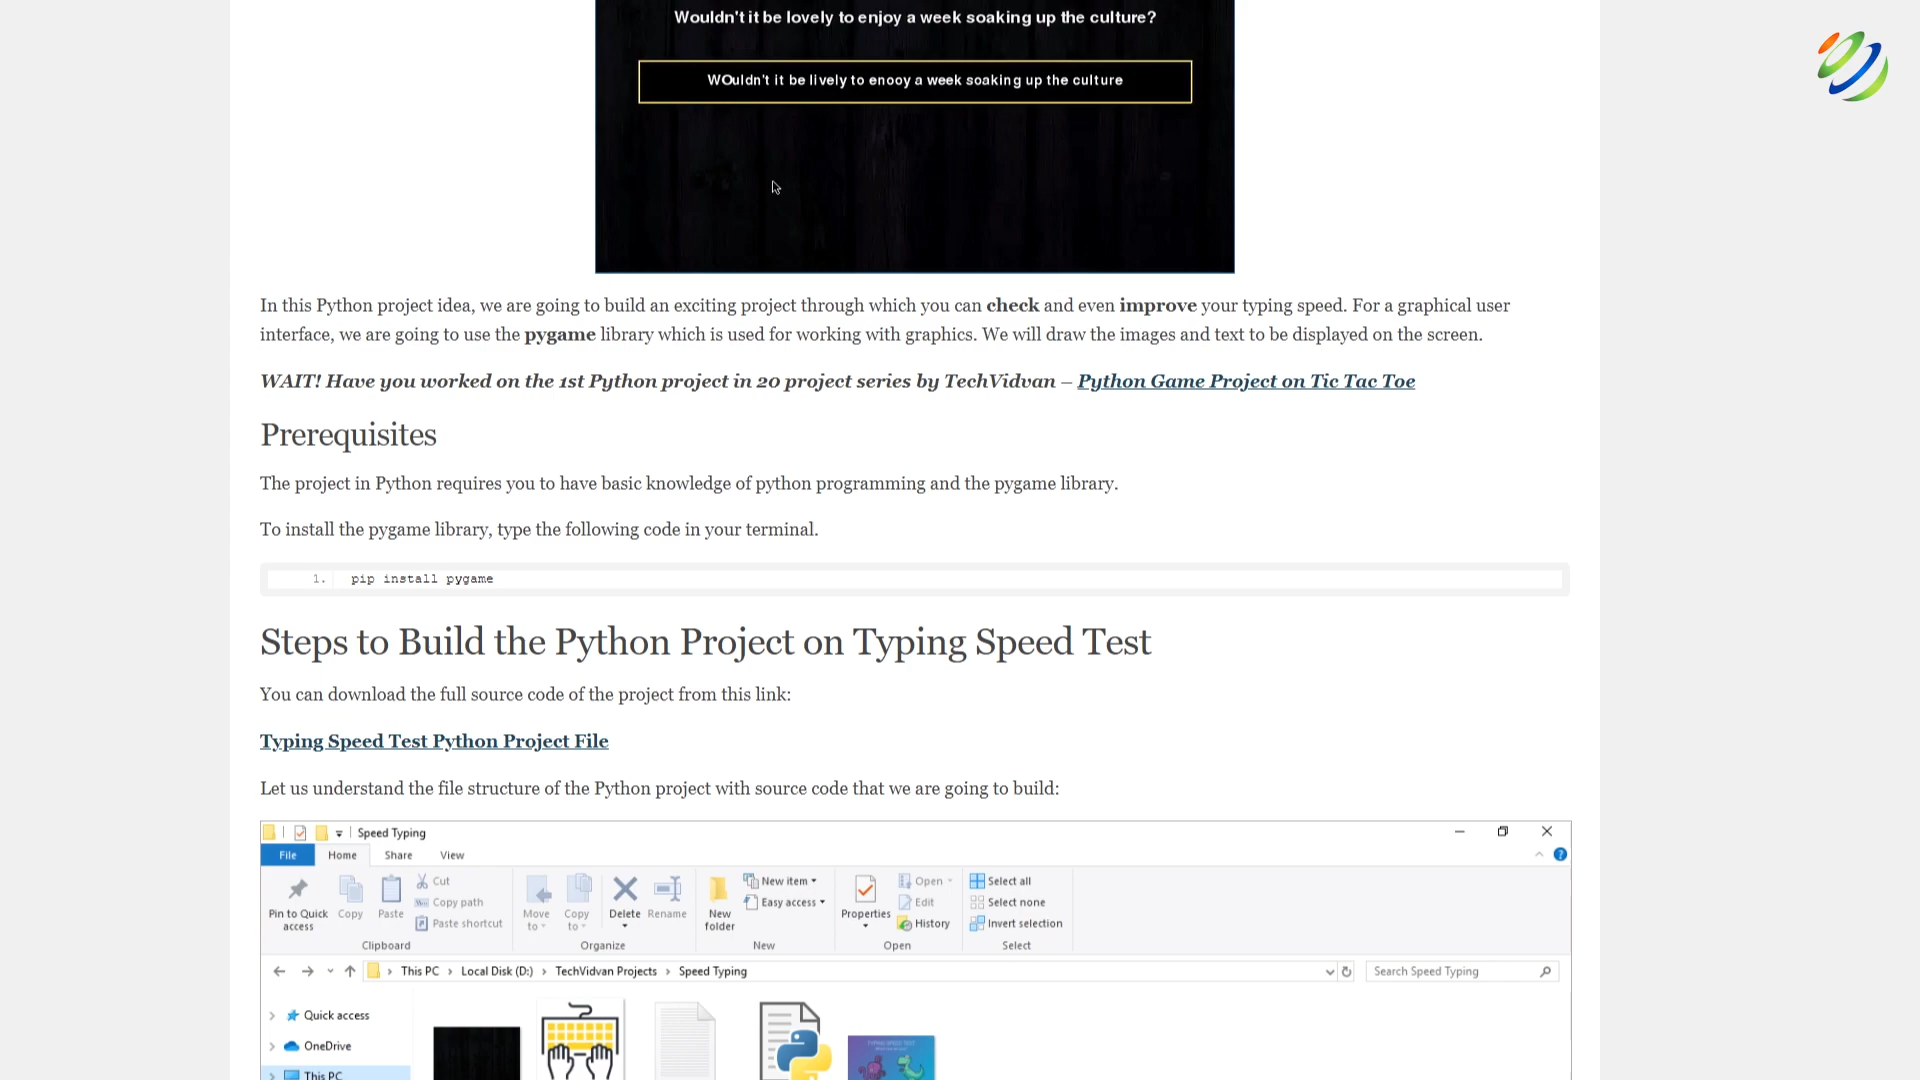 Wouldn't it be lovely to enjoy a week soaking up the culture?
WOuldn't it be lively to enooy a week soaking up the culture
In this Python project idea, we are going to build an exciting project through which you can check and even improve your typing speed. For a graphical user
interface, we are going to use the pygame library which is used for working with graphics. We will draw the images and text to be displayed on the screen.
WAIT! Have you worked on the 1st Python project in 20 project series by TechVidvan – Python Game Project on Tic Tac Toe
Prerequisites
The project in Python requires you to have basic knowledge of python programming and the pygame library.
To install the pygame library, type the following code in your terminal.
1. pip install pygame
Steps to Build the Python Project on Typing Speed Test
You can download the full source code of the project from this link:
Typing Speed Test Python Project File
Let us understand the file structure of the Python project with source code that we are going to build:
Speed Typing
File Home Share View
Pin to Quick access
Copy
Paste
Cut
Copy path
Paste shortcut
Clipboard
Move to
Copy to
Delete
Rename
Organize
New folder
New item
Easy access
New
Properties
Open
Edit
History
Open
Select all
Select none
Invert selection
Select
This PC > Local Disk (D:) > TechVidvan Projects > Speed Typing
Search Speed Typing
Quick access
OneDrive
This PC
TYPING SPEED TEST